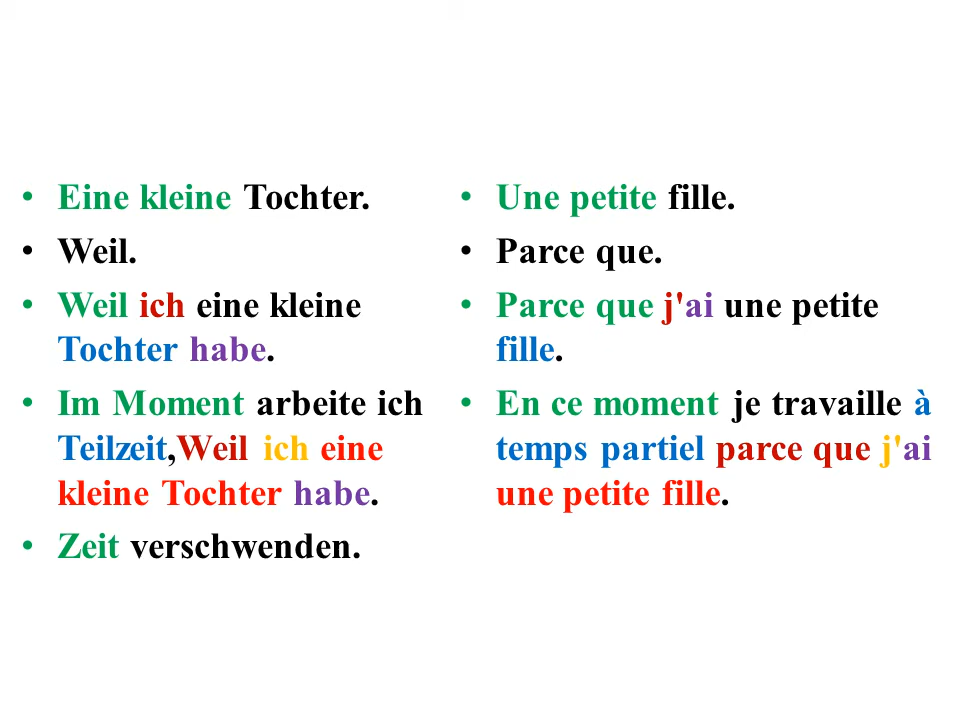 • Eine kleine Tochter.
• Weil.
• Weil ich eine kleine
Tochter habe.
• Im Moment arbeite ich
Teilzeit,Weil ich eine
kleine Tochter habe.
• Zeit verschwenden.
• Une petite fille.
• Parce que.
• Parce que j'ai une petite
fille.
• En ce moment je travaille à
temps partiel parce que j'ai
une petite fille.